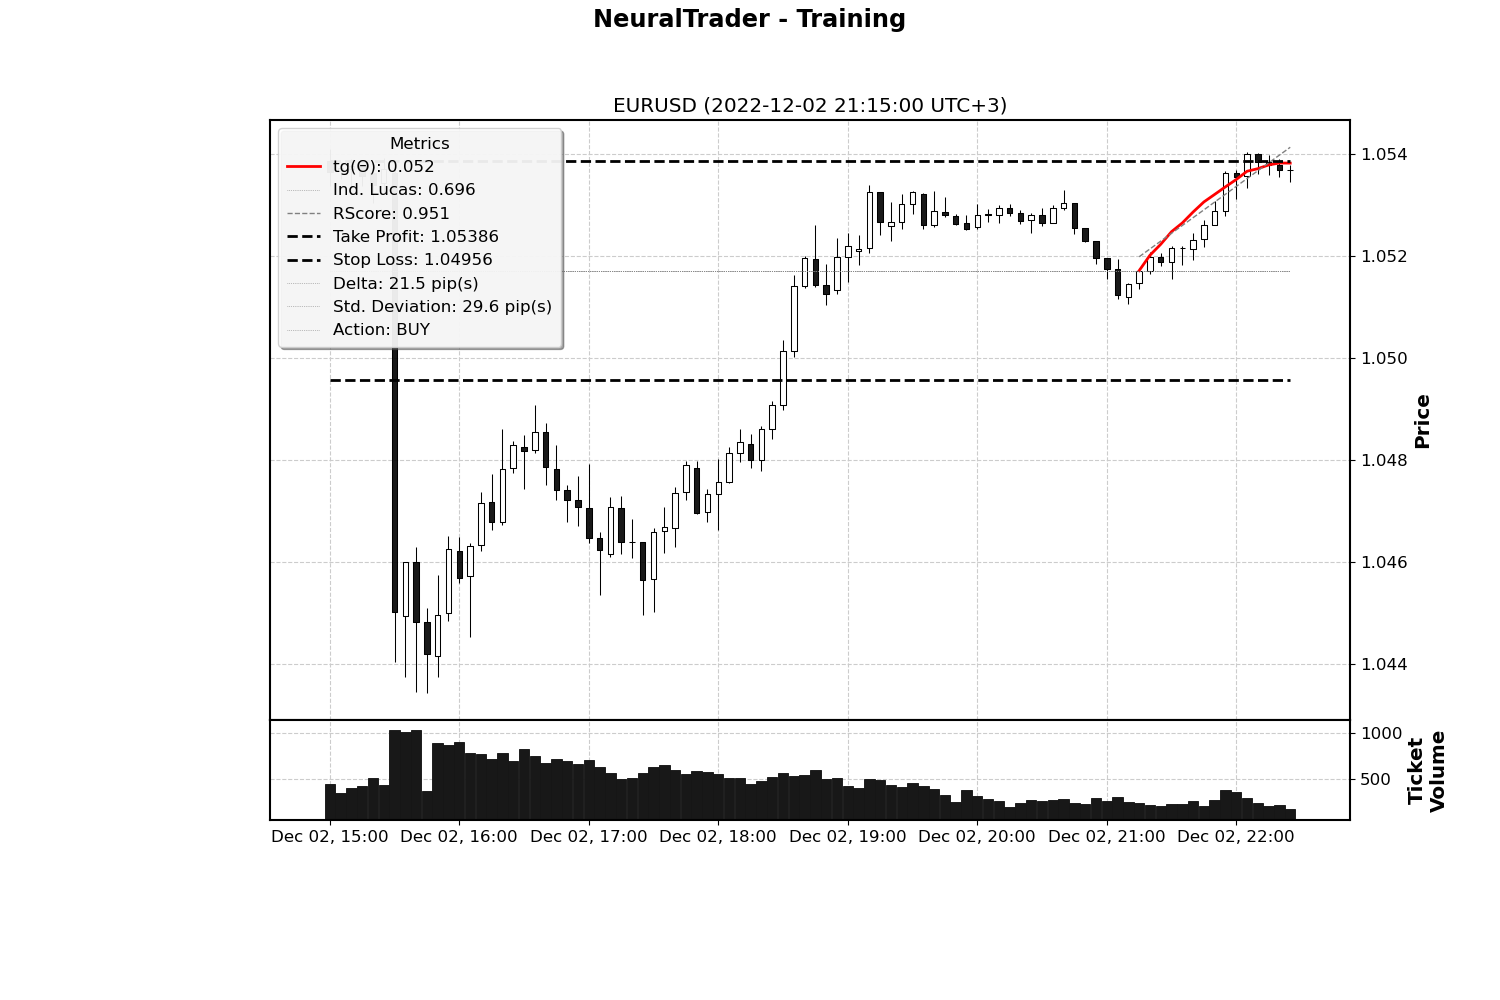 NeuralTrader - Training
EURUSD (2022-12-02 21:15:00 UTC+3)
Metrics
tg(Θ): 0.052
Ind. Lucas: 0.696
RScore: 0.951
Take Profit: 1.05386
Stop Loss: 1.04956
Delta: 21.5 pip(s)
Std. Deviation: 29.6 pip(s)
Action: BUY
1.054
1.052
1.050
1.048
1.046
1.044
Price
1000
500
Ticket
Volume
Dec 02, 15:00
Dec 02, 16:00
Dec 02, 17:00
Dec 02, 18:00
Dec 02, 19:00
Dec 02, 20:00
Dec 02, 21:00
Dec 02, 22:00